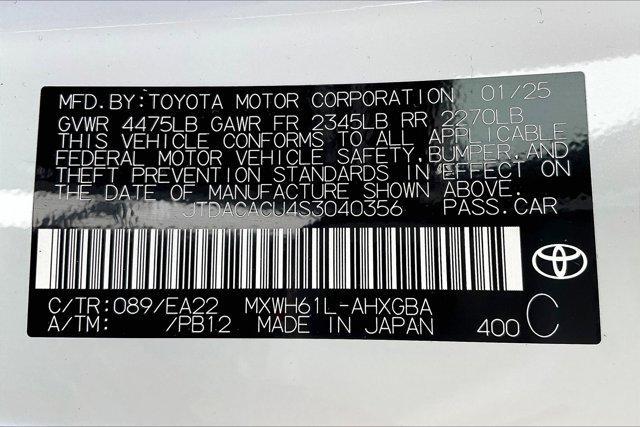 MFD.BY:TOYOTA MOTOR CORPORATION 01/25
GVWR 4475LB GAWR FR 2345LB RR 2270LB
THIS VEHICLE CONFORMS TO ALL APPLICABLE
FEDERAL MOTOR VEHICLE SAFETY,BUMPER,AND
THEFT PREVENTION STANDARDS IN EFFECT ON
THE DATE OF MANUFACTURE SHOWN ABOVE.
JTDACACU4S3040356 PASS.CAR
C/TR:089/EA22 MXWH61L-AHXGBA
A/TM: /PB12 MADE IN JAPAN 400 C